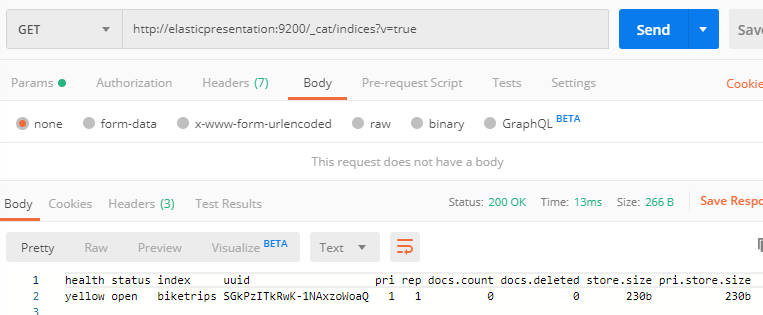 GET http://elasticpresentation:9200/_cat/indices?v=true Send
Params Authorization Headers (7) Body Pre-request Script Tests Settings Cookie
none form-data x-www-form-urlencoded raw binary GraphQL BETA
This request does not have a body
Body Cookies Headers (3) Test Results Status: 200 OK Time: 13ms Size: 266 B Save Respo
Pretty Raw Preview Visualize BETA Text
1 health status index uuid pri rep docs.count docs.deleted store.size pri.store.size
2 yellow open biketrips SGkPzITkRwK-1NAxzoWoaQ 1 1 0 0 230b 230b
3